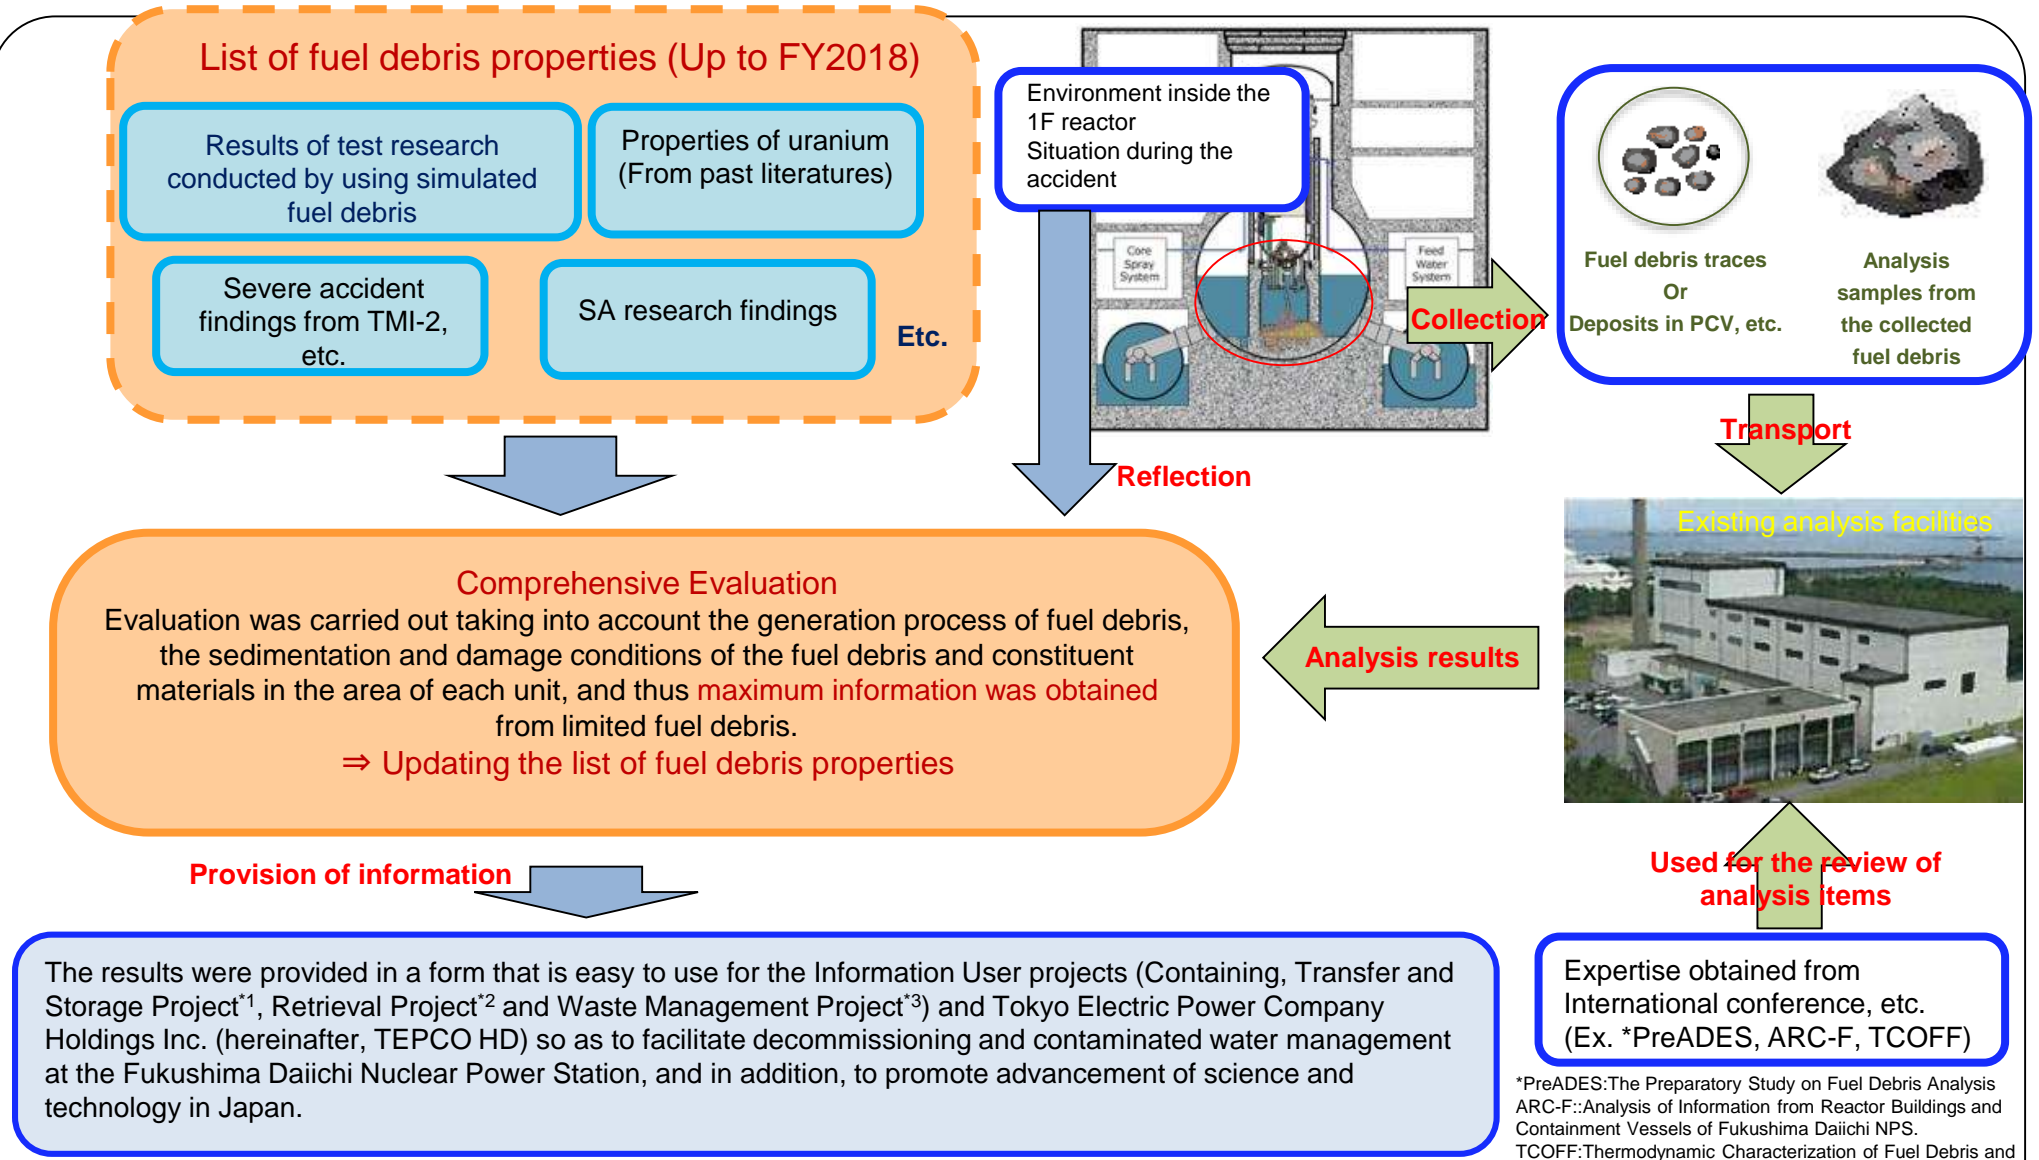 List of fuel debris properties (Up to FY2018)
Results of test research
conducted by using simulated
fuel debris
Properties of uranium
(From past literatures)
Severe accident
findings from TMI-2,
etc.
SA research findings
Etc.
Environment inside the
1F reactor
Situation during the
accident
Core
Spray
System
Feed
Water
System
Collection
Fuel debris traces
Or
Deposits in PCV, etc.
Analysis
samples from
the collected
fuel debris
Transport
Reflection
Existing analysis facilities
Comprehensive Evaluation
Evaluation was carried out taking into account the generation process of fuel debris,
the sedimentation and damage conditions of the fuel debris and constituent
materials in the area of each unit, and thus maximum information was obtained
from limited fuel debris.
⇒ Updating the list of fuel debris properties
Analysis results
Provision of information
Used for the review of
analysis items
The results were provided in a form that is easy to use for the Information User projects (Containing, Transfer and
Storage Project*1, Retrieval Project*2 and Waste Management Project*3) and Tokyo Electric Power Company
Holdings Inc. (hereinafter, TEPCO HD) so as to facilitate decommissioning and contaminated water management
at the Fukushima Daiichi Nuclear Power Station, and in addition, to promote advancement of science and
technology in Japan.
Expertise obtained from
International conference, etc.
(Ex. *PreADES, ARC-F, TCOFF)
*PreADES:The Preparatory Study on Fuel Debris Analysis
ARC-F::Analysis of Information from Reactor Buildings and
Containment Vessels of Fukushima Daiichi NPS.
TCOFF:Thermodynamic Characterization of Fuel Debris and